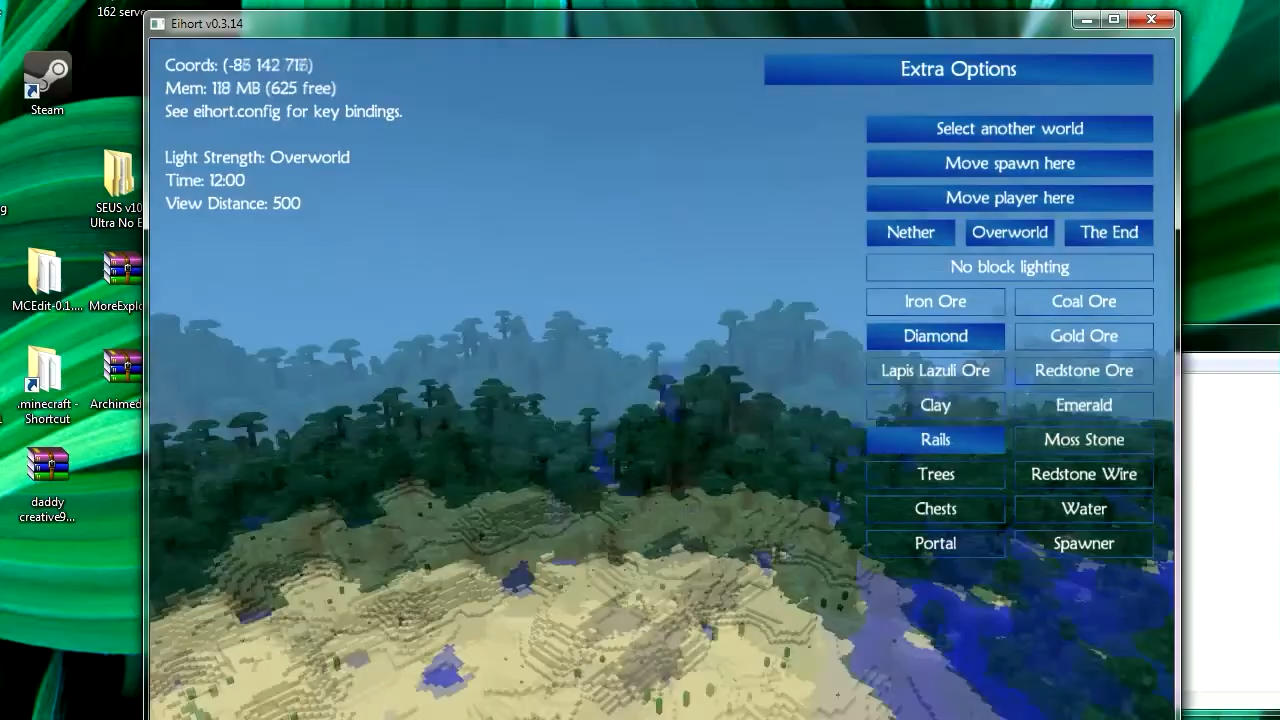 162 serve
Eihort v0.3.14
Steam
SEUS v10
Ultra No
g
MCEdit-0.1....
MoreExplo
.minecraft -
Shortcut
Archimed
daddy
creative9...
Mem: 118 MB (625 free)
See eihort.config for key bindings.
Light Strength: Overworld
Time: 12:00
View Distance: 500
Extra Options
Select another world
Move spawn here
Move player here
Nether Overworld The End
No block lighting
Iron Ore Coal Ore
Diamond Gold Ore
Lapis Lazuli Ore Redstone Ore
Clay Emerald
Rails Moss Stone
Trees Redstone Wire
Chests Water
Portal Spawner